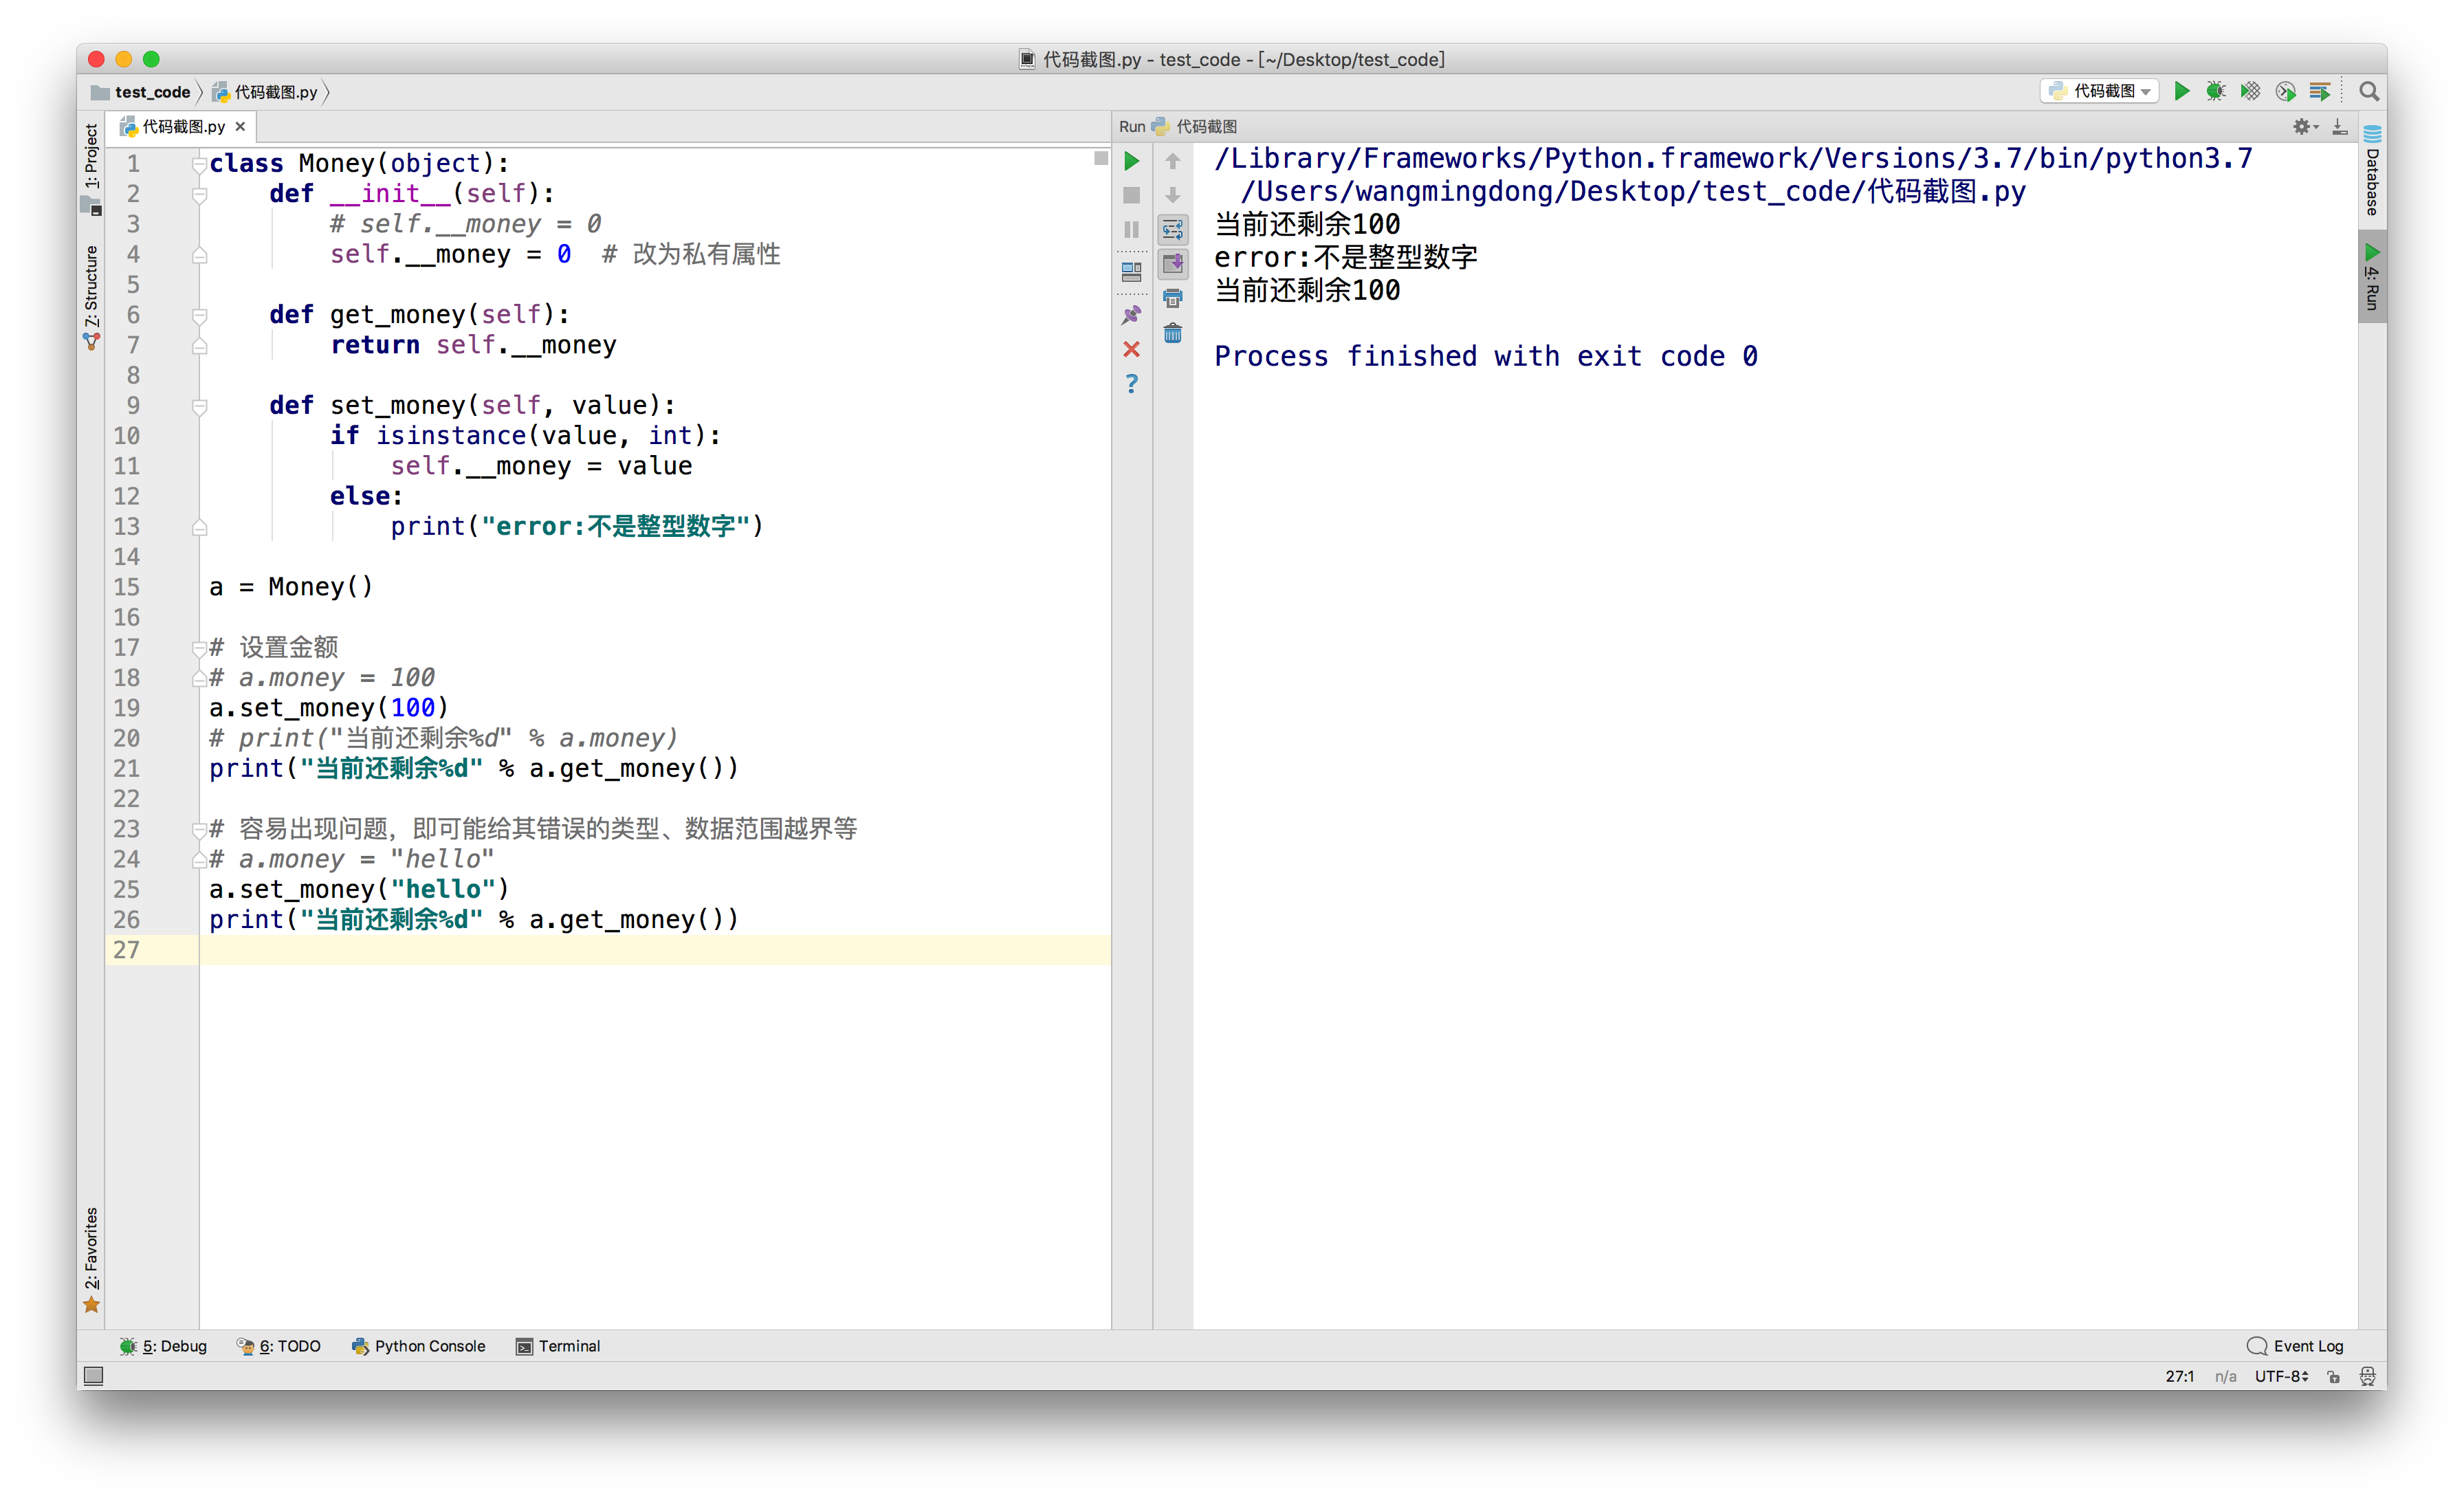 代码截图.py - test_code - [~/Desktop/test_code]
test_code 代码截图.py
代码截图
1: Project
7: Structure
2: Favorites
代码截图.py
1 class Money(object):
2     def __init__(self):
3         # self.__money = 0
4         self.__money = 0  # 改为私有属性
5
6     def get_money(self):
7         return self.__money
8
9     def set_money(self, value):
10         if isinstance(value, int):
11             self.__money = value
12         else:
13             print("error:不是整型数字")
14
15 a = Money()
16
17 # 设置金额
18 # a.money = 100
19 a.set_money(100)
20 # print("当前还剩余%d" % a.money)
21 print("当前还剩余%d" % a.get_money())
22
23 # 容易出现问题，即可能给其错误的类型、数据范围越界等
24 # a.money = "hello"
25 a.set_money("hello")
26 print("当前还剩余%d" % a.get_money())
27
Run 代码截图
/Library/Frameworks/Python.framework/Versions/3.7/bin/python3.7
/Users/wangmingdong/Desktop/test_code/代码截图.py
当前还剩余100
error:不是整型数字
当前还剩余100
Process finished with exit code 0
Database
4: Run
5: Debug 6: TODO Python Console Terminal Event Log
27:1 n/a UTF-8